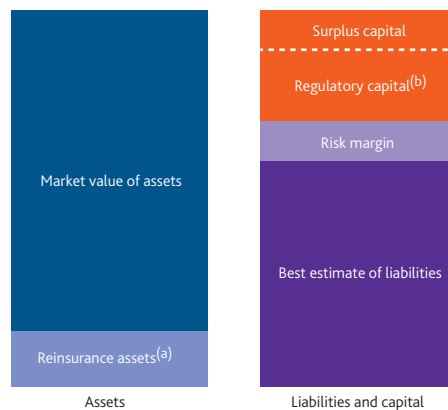 Market value of assets
Reinsurance assets(a)
Assets
Surplus capital
Regulatory capital(b)
Risk margin
Best estimate of liabilities
Liabilities and capital